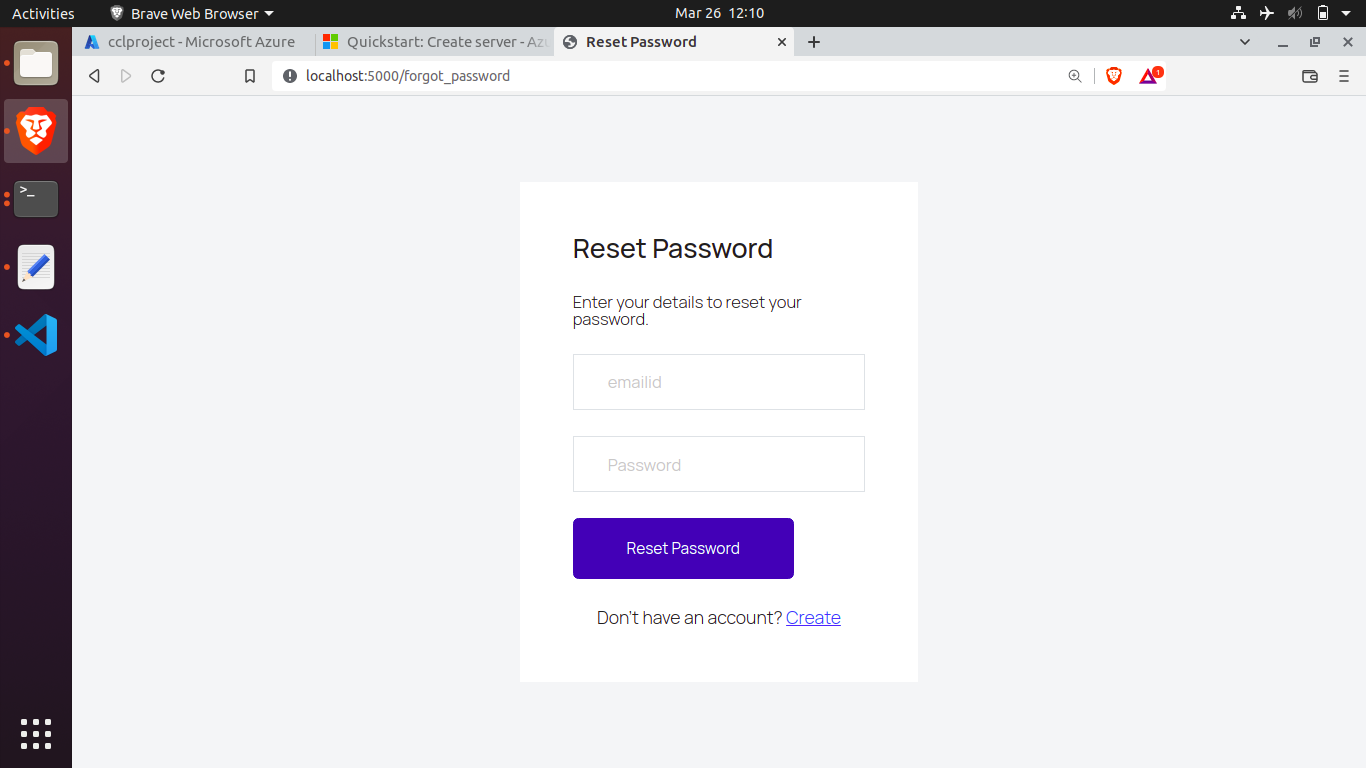 Activities
Brave Web Browser
Mar 26 12:10
cclproject - Microsoft Azure
Quickstart: Create server - Az
Reset Password
localhost:5000/forgot_password
1
>_
Reset Password
Enter your details to reset your
password.
emailid
Password
Reset Password
Don't have an account? Create